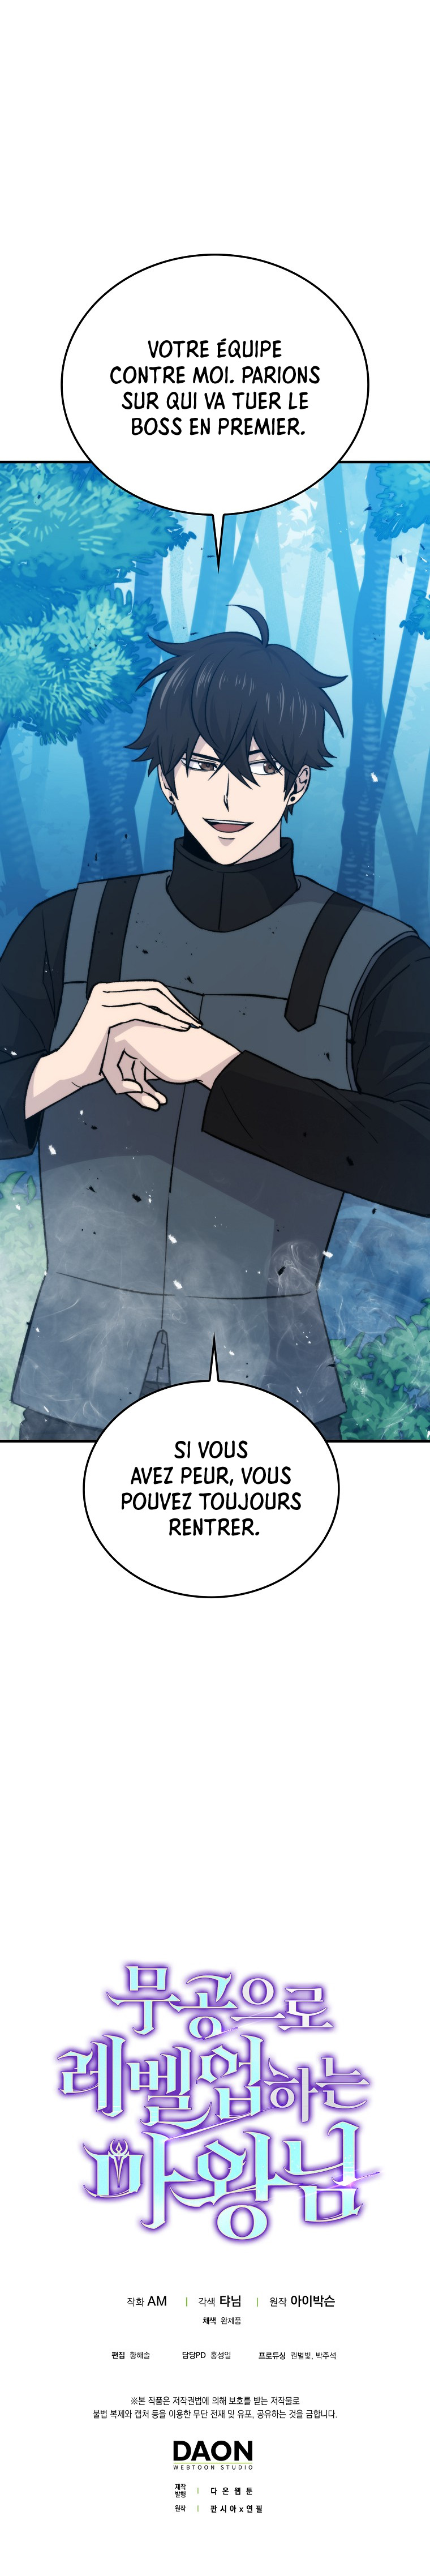 VOTRE ÉQUIPE
CONTRE MOI. PARIONS
SUR QUI VA TUER LE
BOSS EN PREMIER.
SI VOUS
AVEZ PEUR, VOUS
POUVEZ TOUJOURS
RENTRER.
무공으로
레벨업하는
마왕님
작화 AM | 각색 탸님 | 원작 아이박슨
채색 완제품
편집 황해솔 담당PD 홍성일 프로듀싱 권별빛, 박주석
※본 작품은 저작권법에 의해 보호를 받는 저작물로
불법 복제와 캡처 등을 이용한 무단 전재 및 유포, 공유하는 것을 금합니다.
DAON
WEBTOON STUDIO
제작
발행 | 다온웹툰
원작 | 판시아x연필